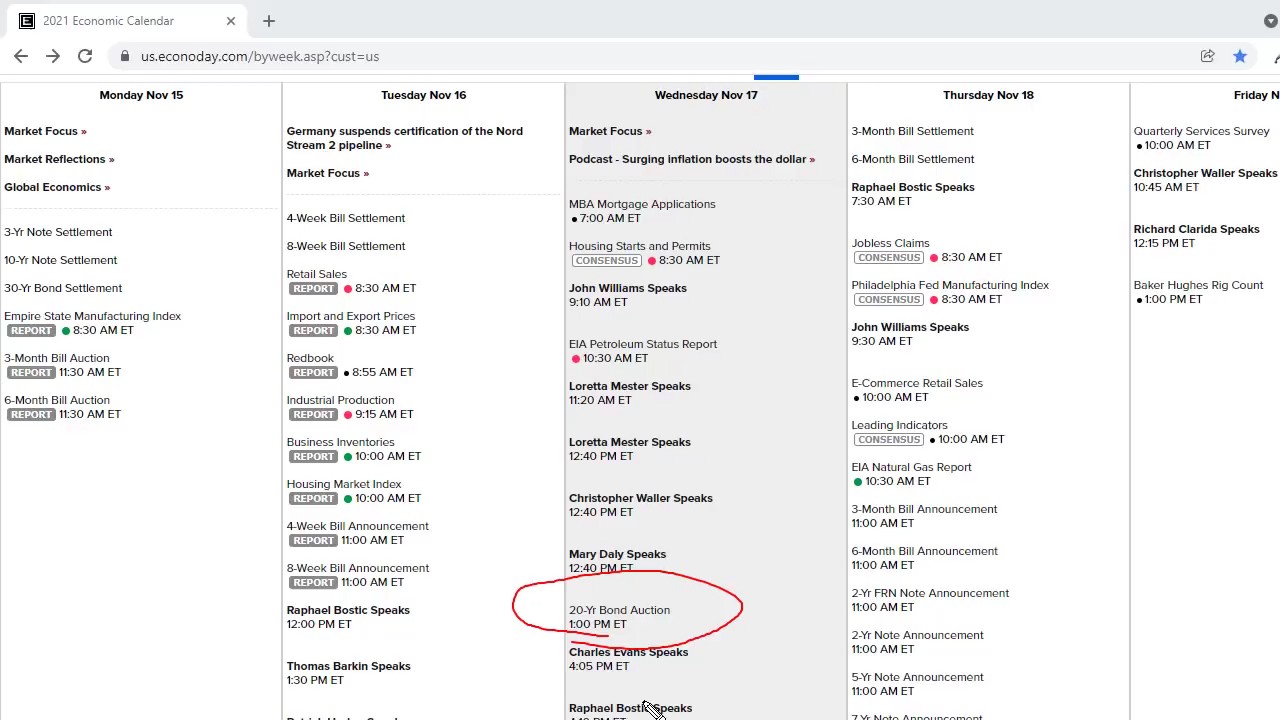 2021 Economic Calendar
us.econoday.com/byweek.asp?cust=us
Monday Nov 15
Market Focus »
Market Reflections »
Global Economics »
3-Yr Note Settlement
10-Yr Note Settlement
30-Yr Bond Settlement
Empire State Manufacturing Index
REPORT 8:30 AM ET
3-Month Bill Auction
REPORT 11:30 AM ET
6-Month Bill Auction
REPORT 11:30 AM ET
Tuesday Nov 16
Germany suspends certification of the Nord
Stream 2 pipeline »
Market Focus »
4-Week Bill Settlement
8-Week Bill Settlement
Retail Sales
REPORT 8:30 AM ET
Import and Export Prices
REPORT 8:30 AM ET
Redbook
REPORT 8:55 AM ET
Industrial Production
REPORT 9:15 AM ET
Business Inventories
REPORT 10:00 AM ET
Housing Market Index
REPORT 10:00 AM ET
4-Week Bill Announcement
REPORT 11:00 AM ET
8-Week Bill Announcement
REPORT 11:00 AM ET
Raphael Bostic Speaks
12:00 PM ET
Thomas Barkin Speaks
1:30 PM ET
Wednesday Nov 17
Market Focus »
Podcast - Surging inflation boosts the dollar »
MBA Mortgage Applications
7:00 AM ET
Housing Starts and Permits
CONSENSUS 8:30 AM ET
John Williams Speaks
9:10 AM ET
EIA Petroleum Status Report
10:30 AM ET
Loretta Mester Speaks
11:20 AM ET
Loretta Mester Speaks
12:40 PM ET
Christopher Waller Speaks
12:40 PM ET
Mary Daly Speaks
12:40 PM ET
20-Yr Bond Auction
1:00 PM ET
Charles Evans Speaks
4:05 PM ET
Raphael Bostic Speaks
Thursday Nov 18
3-Month Bill Settlement
6-Month Bill Settlement
Raphael Bostic Speaks
7:30 AM ET
Jobless Claims
CONSENSUS 8:30 AM ET
Philadelphia Fed Manufacturing Index
CONSENSUS 8:30 AM ET
John Williams Speaks
9:30 AM ET
E-Commerce Retail Sales
10:00 AM ET
Leading Indicators
CONSENSUS 10:00 AM ET
EIA Natural Gas Report
10:30 AM ET
3-Month Bill Announcement
11:00 AM ET
6-Month Bill Announcement
11:00 AM ET
2-Yr FRN Note Announcement
11:00 AM ET
2-Yr Note Announcement
11:00 AM ET
5-Yr Note Announcement
11:00 AM ET
7-Yr Note Announcement
Friday N
Quarterly Services Survey
10:00 AM ET
Christopher Waller Speaks
10:45 AM ET
Richard Clarida Speaks
12:15 PM ET
Baker Hughes Rig Count
1:00 PM ET